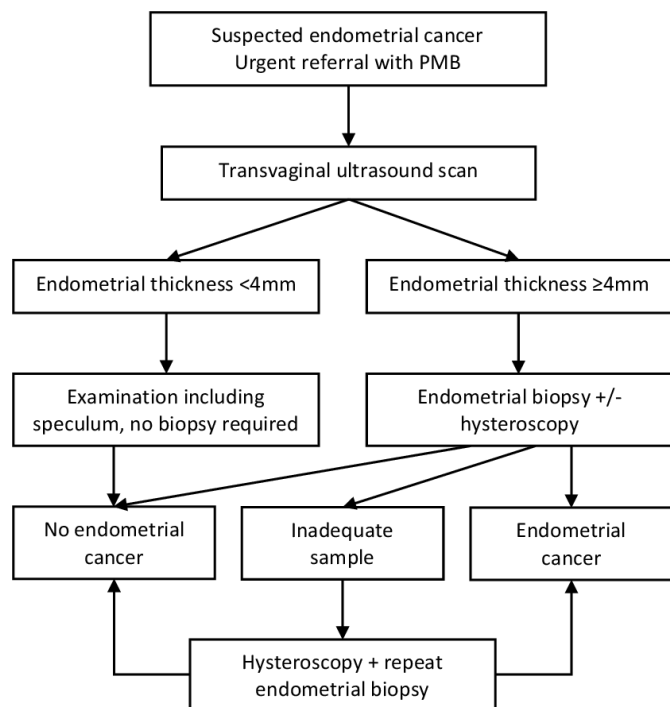 Suspected endometrial cancer
Urgent referral with PMB
Transvaginal ultrasound scan
Endometrial thickness <4mm
Endometrial thickness ≥4mm
Examination including
speculum, no biopsy required
Endometrial biopsy +/-
hysteroscopy
No endometrial
cancer
Inadequate
sample
Endometrial
cancer
Hysteroscopy + repeat
endometrial biopsy